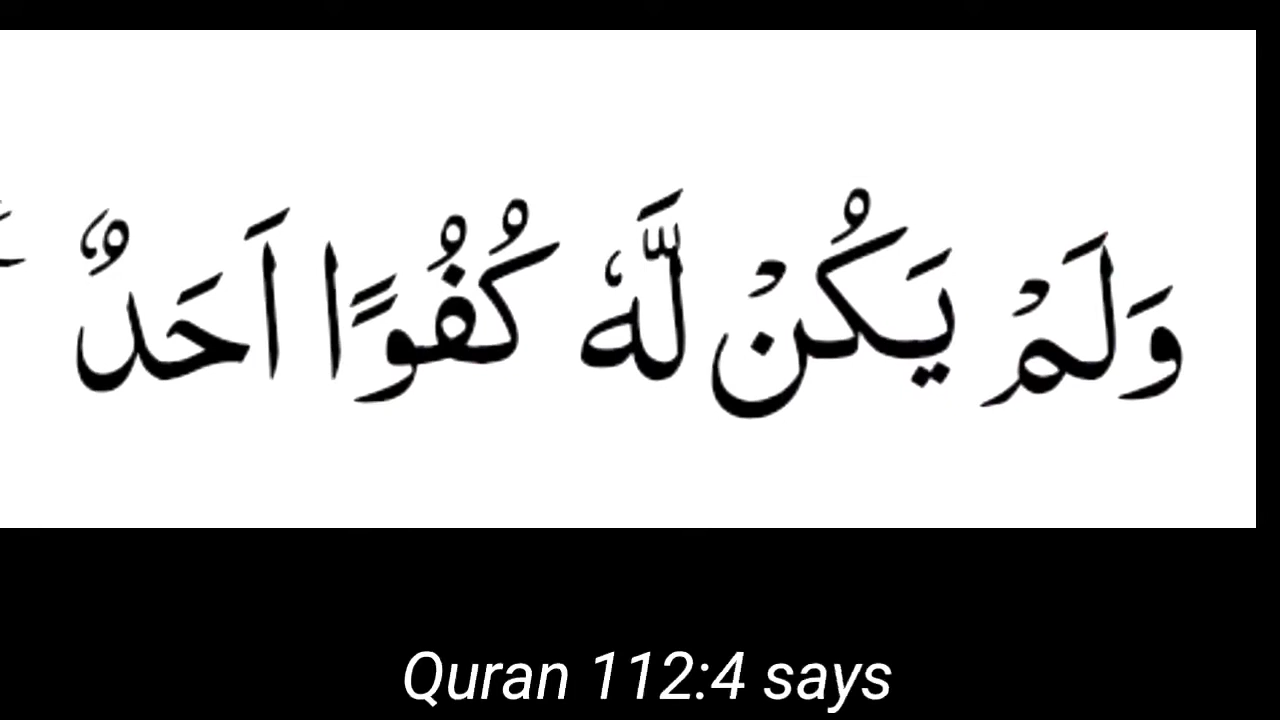 وَلَمْ يَكُنْ لَّهٗ كُفُوًا اَحَدٌ
Quran 112:4 says